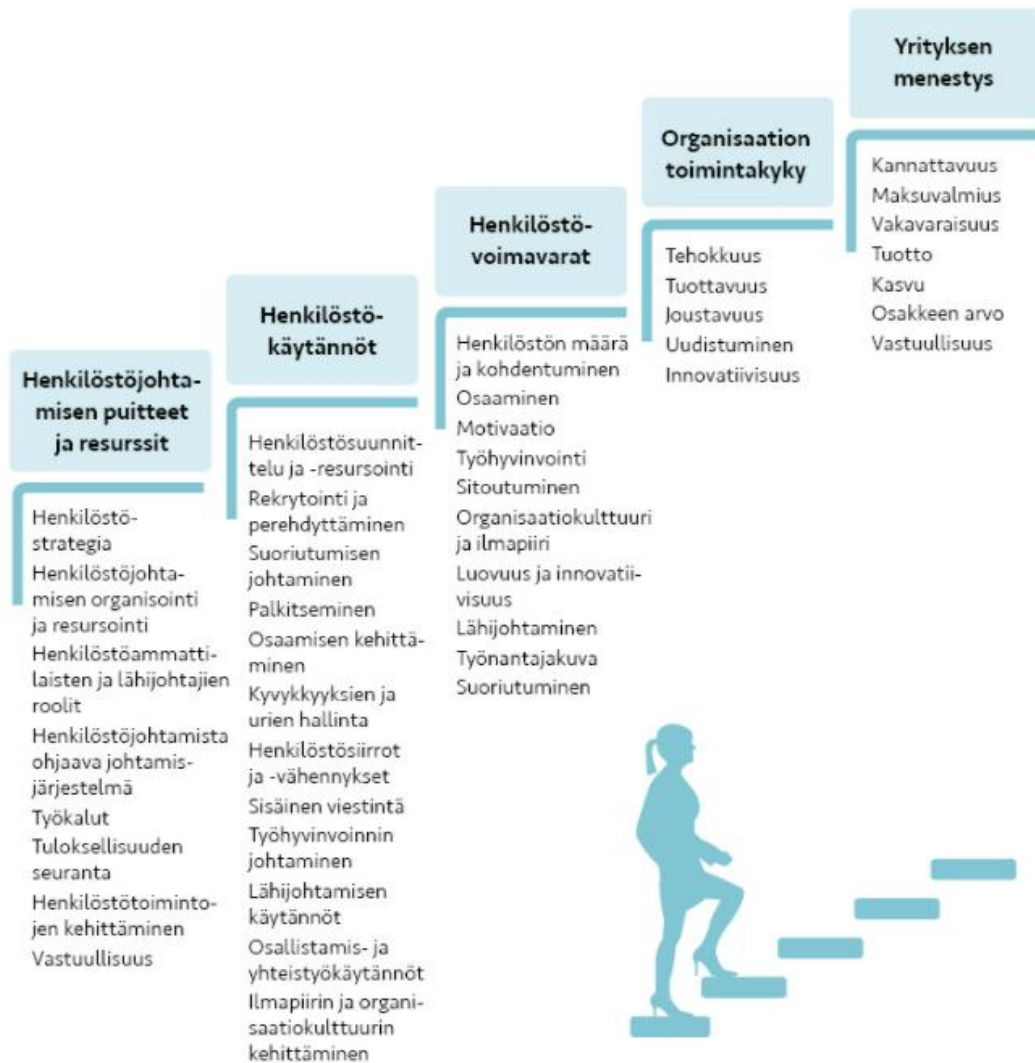 Henkilöstöjohta-
misen puitteet
ja resurssit
Henkilöstö-
strategia
Henkilöstöjohta-
misen organisointi
ja resursointi
Henkilöstöammatti-
laisten ja lähijohtajien
roolit
Henkilöstöjohtamista
ohjaava johtamis-
järjestelmä
Työkalut
Tuloksellisuuden
seuranta
Henkilöstötoiminto-
jen kehittäminen
Vastuullisuus
Henkilöstö-
käytännöt
Henkilöstösuunnit-
telu ja -resursointi
Rekrytointi ja
perehdyttäminen
Suoriutumisen
johtaminen
Palkitseminen
Osaamisen kehittä-
minen
Kyvykkyyksien ja
urien hallinta
Henkilöstösiirrot
ja -vähennykset
Sisäinen viestintä
Työhyvinvoinnin
johtaminen
Lähijohtamisen
käytännöt
Osallistamis- ja
yhteistyökäytännöt
Ilmapiirin ja organi-
saatiokulttuurin
kehittäminen
Henkilöstö-
voimavarat
Henkilöstön määrä
ja kohdentuminen
Osaaminen
Motivaatio
Työhyvinvointi
Sitoutuminen
Organisaatiokulttuuri
ja ilmapiiri
Luovuus ja innovatii-
visuus
Lähijohtaminen
Työnantajakuva
Suoriutuminen
Organisaation
toimintakyky
Tehokkuus
Tuottavuus
Joustavuus
Uudistuminen
Innovatiivisuus
Yrityksen
menestys
Kannattavuus
Maksuvalmius
Vakavaraisuus
Tuotto
Kasvu
Osakkeen arvo
Vastuullisuus